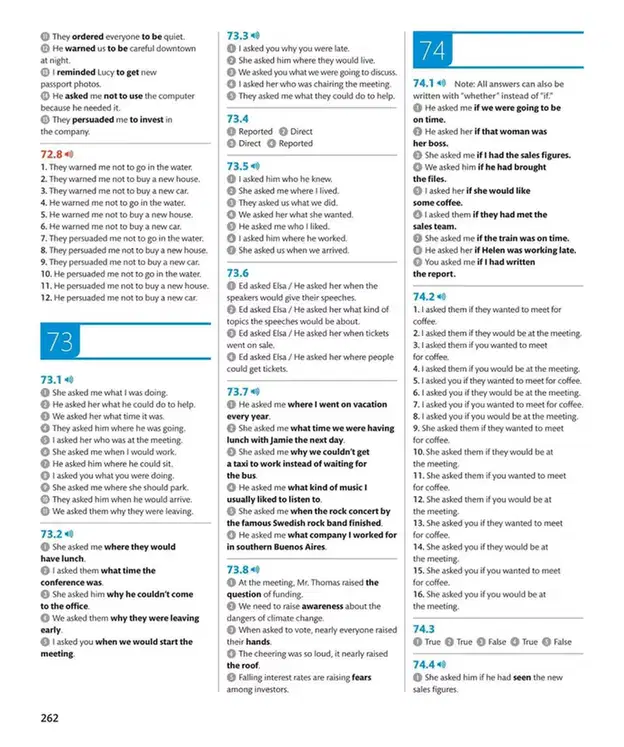 11 They ordered everyone to be quiet.
12 He warned us to be careful downtown
at night.
13 I reminded Lucy to get new
passport photos.
14 He asked me not to use the computer
because he needed it.
15 They persuaded me to invest in
the company.
72.8
1. They warned me not to go in the water.
2. They warned me not to buy a new house.
3. They warned me not to buy a new car.
4. He warned me not to go in the water.
5. He warned me not to buy a new house.
6. He warned me not to buy a new car.
7. They persuaded me not to go in the water.
8. They persuaded me not to buy a new house.
9. They persuaded me not to buy a new car.
10. He persuaded me not to go in the water.
11. He persuaded me not to buy a new house.
12. He persuaded me not to buy a new car.
73
73.1
1 She asked me what I was doing.
2 He asked her what he could do to help.
3 We asked her what time it was.
4 They asked him where he was going.
5 I asked her who was at the meeting.
6 She asked me when I would work.
7 He asked him where he could sit.
8 I asked you what you were doing.
9 She asked me where she should park.
10 They asked him when he would arrive.
11 We asked them why they were leaving.
73.2
1 She asked me where they would
have lunch.
2 I asked them what time the
conference was.
3 She asked him why he couldn't come
to the office.
4 We asked them why they were leaving
early.
5 I asked you when we would start the
meeting.
73.3
1 I asked you why you were late.
2 She asked him where they would live.
3 We asked you what we were going to discuss.
4 I asked her who was chairing the meeting.
5 They asked me what they could do to help.
73.4
1 Reported 2 Direct
3 Direct 4 Reported
73.5
1 I asked him who he knew.
2 She asked me where I lived.
3 They asked us what we did.
4 We asked her what she wanted.
5 He asked me who I liked.
6 I asked him where he worked.
7 She asked us when we arrived.
73.6
1 Ed asked Elsa / He asked her when the
speakers would give their speeches.
2 Ed asked Elsa / He asked her what kind of
topics the speeches would be about.
3 Ed asked Elsa / He asked her when tickets
went on sale.
4 Ed asked Elsa / He asked her where people
could get tickets.
73.7
1 He asked me where I went on vacation
every year.
2 She asked me what time we were having
lunch with Jamie the next day.
3 She asked me why we couldn't get
a taxi to work instead of waiting for
the bus.
4 He asked me what kind of music I
usually liked to listen to.
5 She asked me when the rock concert by
the famous Swedish rock band finished.
6 He asked me what company I worked for
in southern Buenos Aires.
73.8
1 At the meeting, Mr. Thomas raised the
question of funding.
2 We need to raise awareness about the
dangers of climate change.
3 When asked to vote, nearly everyone raised
their hands.
4 The cheering was so loud, it nearly raised
the roof.
5 Falling interest rates are raising fears
among investors.
74
74.1 Note: All answers can also be
written with "whether" instead of "if."
1 He asked me if we were going to be
on time.
2 He asked her if that woman was
her boss.
3 She asked me if I had the sales figures.
4 We asked him if he had brought
the files.
5 I asked her if she would like
some coffee.
6 I asked them if they had met the
sales team.
7 She asked me if the train was on time.
8 He asked her if Helen was working late.
9 You asked me if I had written
the report.
74.2
1. I asked them if they wanted to meet for
coffee.
2. I asked them if they would be at the meeting.
3. I asked them if you wanted to meet
for coffee.
4. I asked them if you would be at the meeting.
5. I asked you if they wanted to meet for coffee.
6. I asked you if they would be at the meeting.
7. I asked you if you wanted to meet for coffee.
8. I asked you if you would be at the meeting.
9. She asked them if they wanted to meet
for coffee.
10. She asked them if they would be at
the meeting.
11. She asked them if you wanted to meet
for coffee.
12. She asked them if you would be at
the meeting.
13. She asked you if they wanted to meet
for coffee.
14. She asked you if they would be at
the meeting.
15. She asked you if you wanted to meet
for coffee.
16. She asked you if you would be at
the meeting.
74.3
1 True 2 True 3 False 4 True 5 False
74.4
1 She asked him if he had seen the new
sales figures.
262